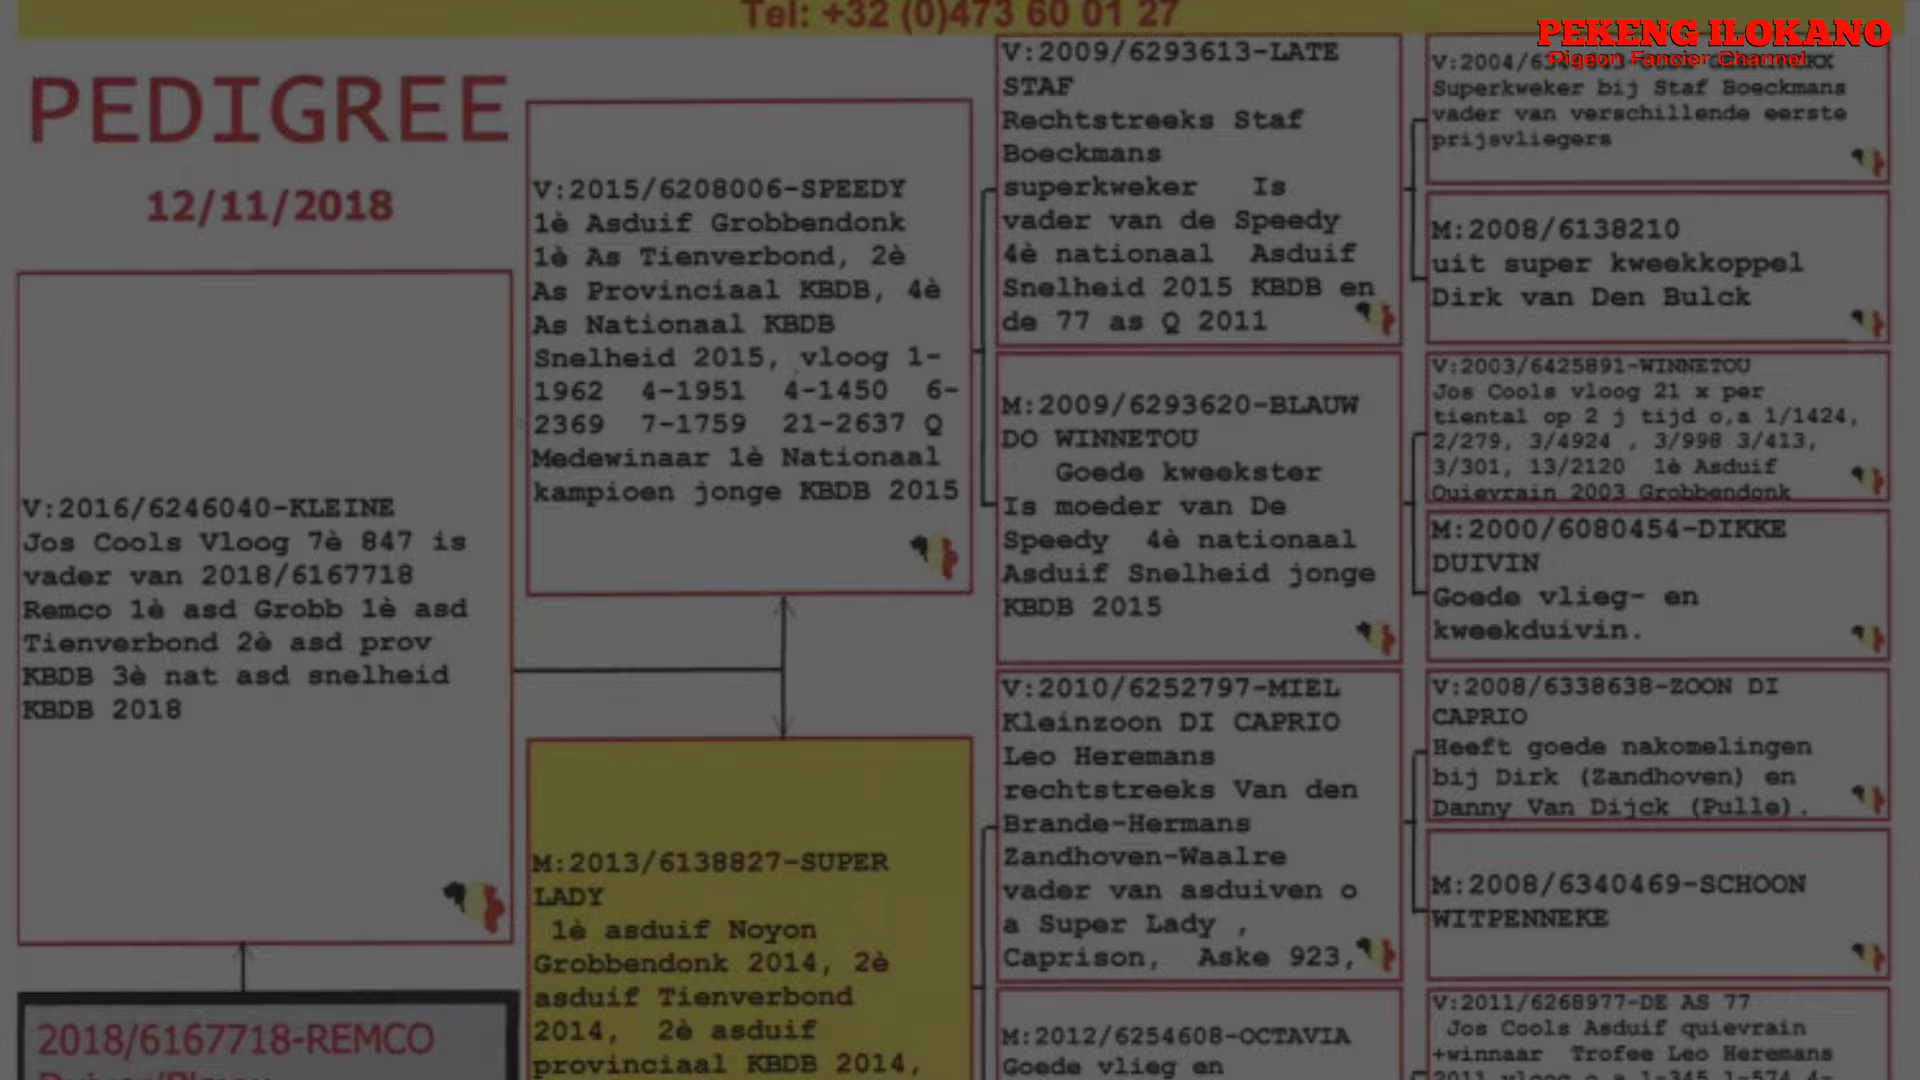 Tel: +32 (0)473 60 01 27
PEKENG ILOKANO
Pigeon Fancier Channel
PEDIGREE
12/11/2018
V:2016/6246040-KLEINE
Jos Cools Vloog 7è 847 is
vader van 2018/6167718
Remco 1è asd Grobb 1è asd
Tienverbond 2è asd prov
KBDB 3è nat asd snelheid
KBDB 2018
2018/6167718-REMCO
V:2015/6208006-SPEEDY
1è Asduif Grobbendonk
1è As Tienverbond, 2è
As Provinciaal KBDB, 4è
As Nationaal KBDB
Snelheid 2015, vloog 1-
1962 4-1951 4-1450 6-
2369 7-1759 21-2637 Q
Medewinaar 1è Nationaal
kampioen jonge KBDB 2015
M:2013/6138827-SUPER
LADY
1è asduif Noyon
Grobbendonk 2014, 2è
asduif Tienverbond
2014, 2è asduif
provinciaal KBDB 2014,
V:2009/6293613-LATE
STAF
Rechtstreeks Staf
Boeckmans
superkweker Is
vader van de Speedy
4è nationaal Asduif
Snelheid 2015 KBDB en
de 77 as Q 2011
M:2009/6293620-BLAUW
DO WINNETOU
Goede kweekster
Is moeder van De
Speedy 4è nationaal
Asduif Snelheid jonge
KBDB 2015
V:2010/6252797-MIEL
Kleinzoon DI CAPRIO
Leo Heremans
rechtstreeks Van den
Brande-Hermans
Zandhoven-Waalre
vader van asduiven o
a Super Lady ,
Caprison, Aske 923,
M:2012/6254608-OCTAVIA
Goede vlieg en
Superkweker bij Staf Boeckmans
vader van verschillende eerste
prijsvliegers
M:2008/6138210
uit super kweekkoppel
Dirk van Den Bulck
V:2003/6425891-WINNETOU
Jos Cools vloog 21 x per
tiental op 2 j tijd o,a 1/1424,
2/279, 3/4924 , 3/998 3/413,
3/301, 13/2120 1è Asduif
Quievrain 2003 Grobbendonk
M:2000/6080454-DIKKE
DUIVIN
Goede vlieg- en
kweekduivin.
V:2008/6338638-ZOON DI
CAPRIO
Heeft goede nakomelingen
bij Dirk (Zandhoven) en
Danny Van Dijck (Pulle).
M:2008/6340469-SCHOON
WITPENNEKE
V:2011/6268977-DE AS 77
Jos Cools Asduif quievrain
+winnaar Trofee Leo Heremans